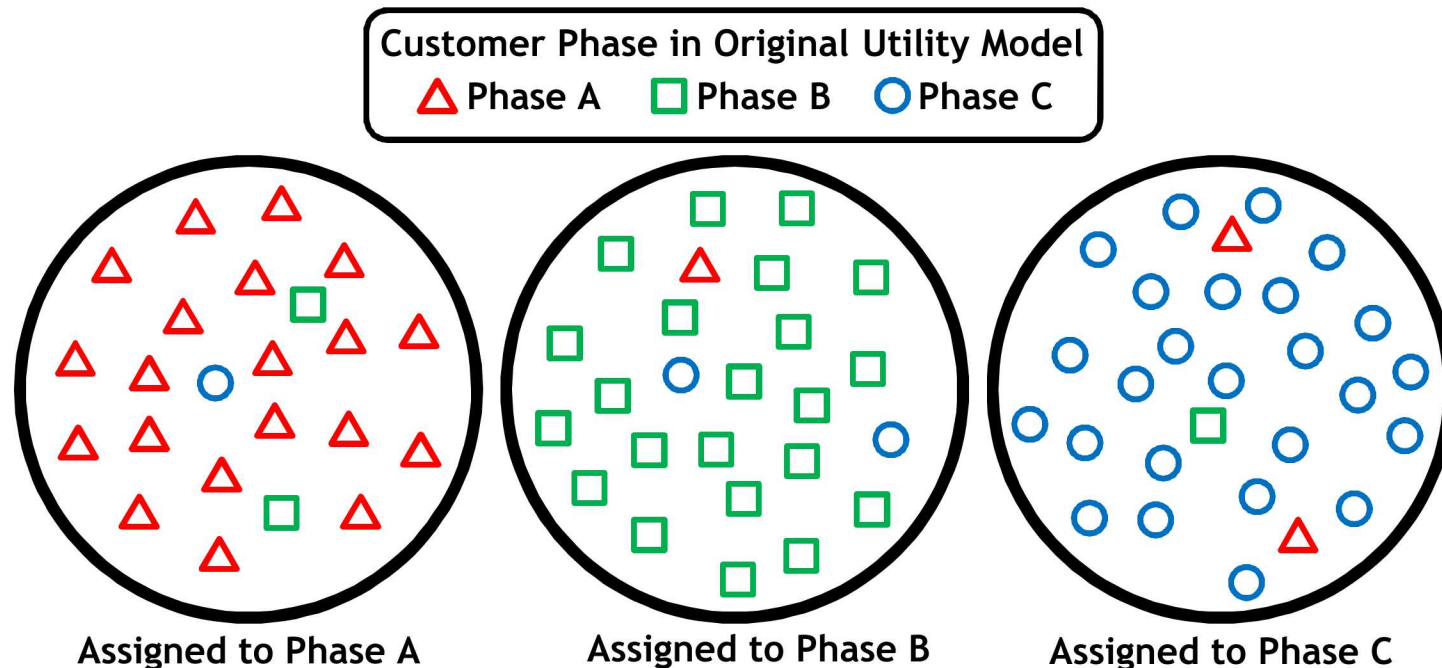 Customer Phase in Original Utility Model
Phase A Phase B Phase C
Assigned to Phase A Assigned to Phase B Assigned to Phase C